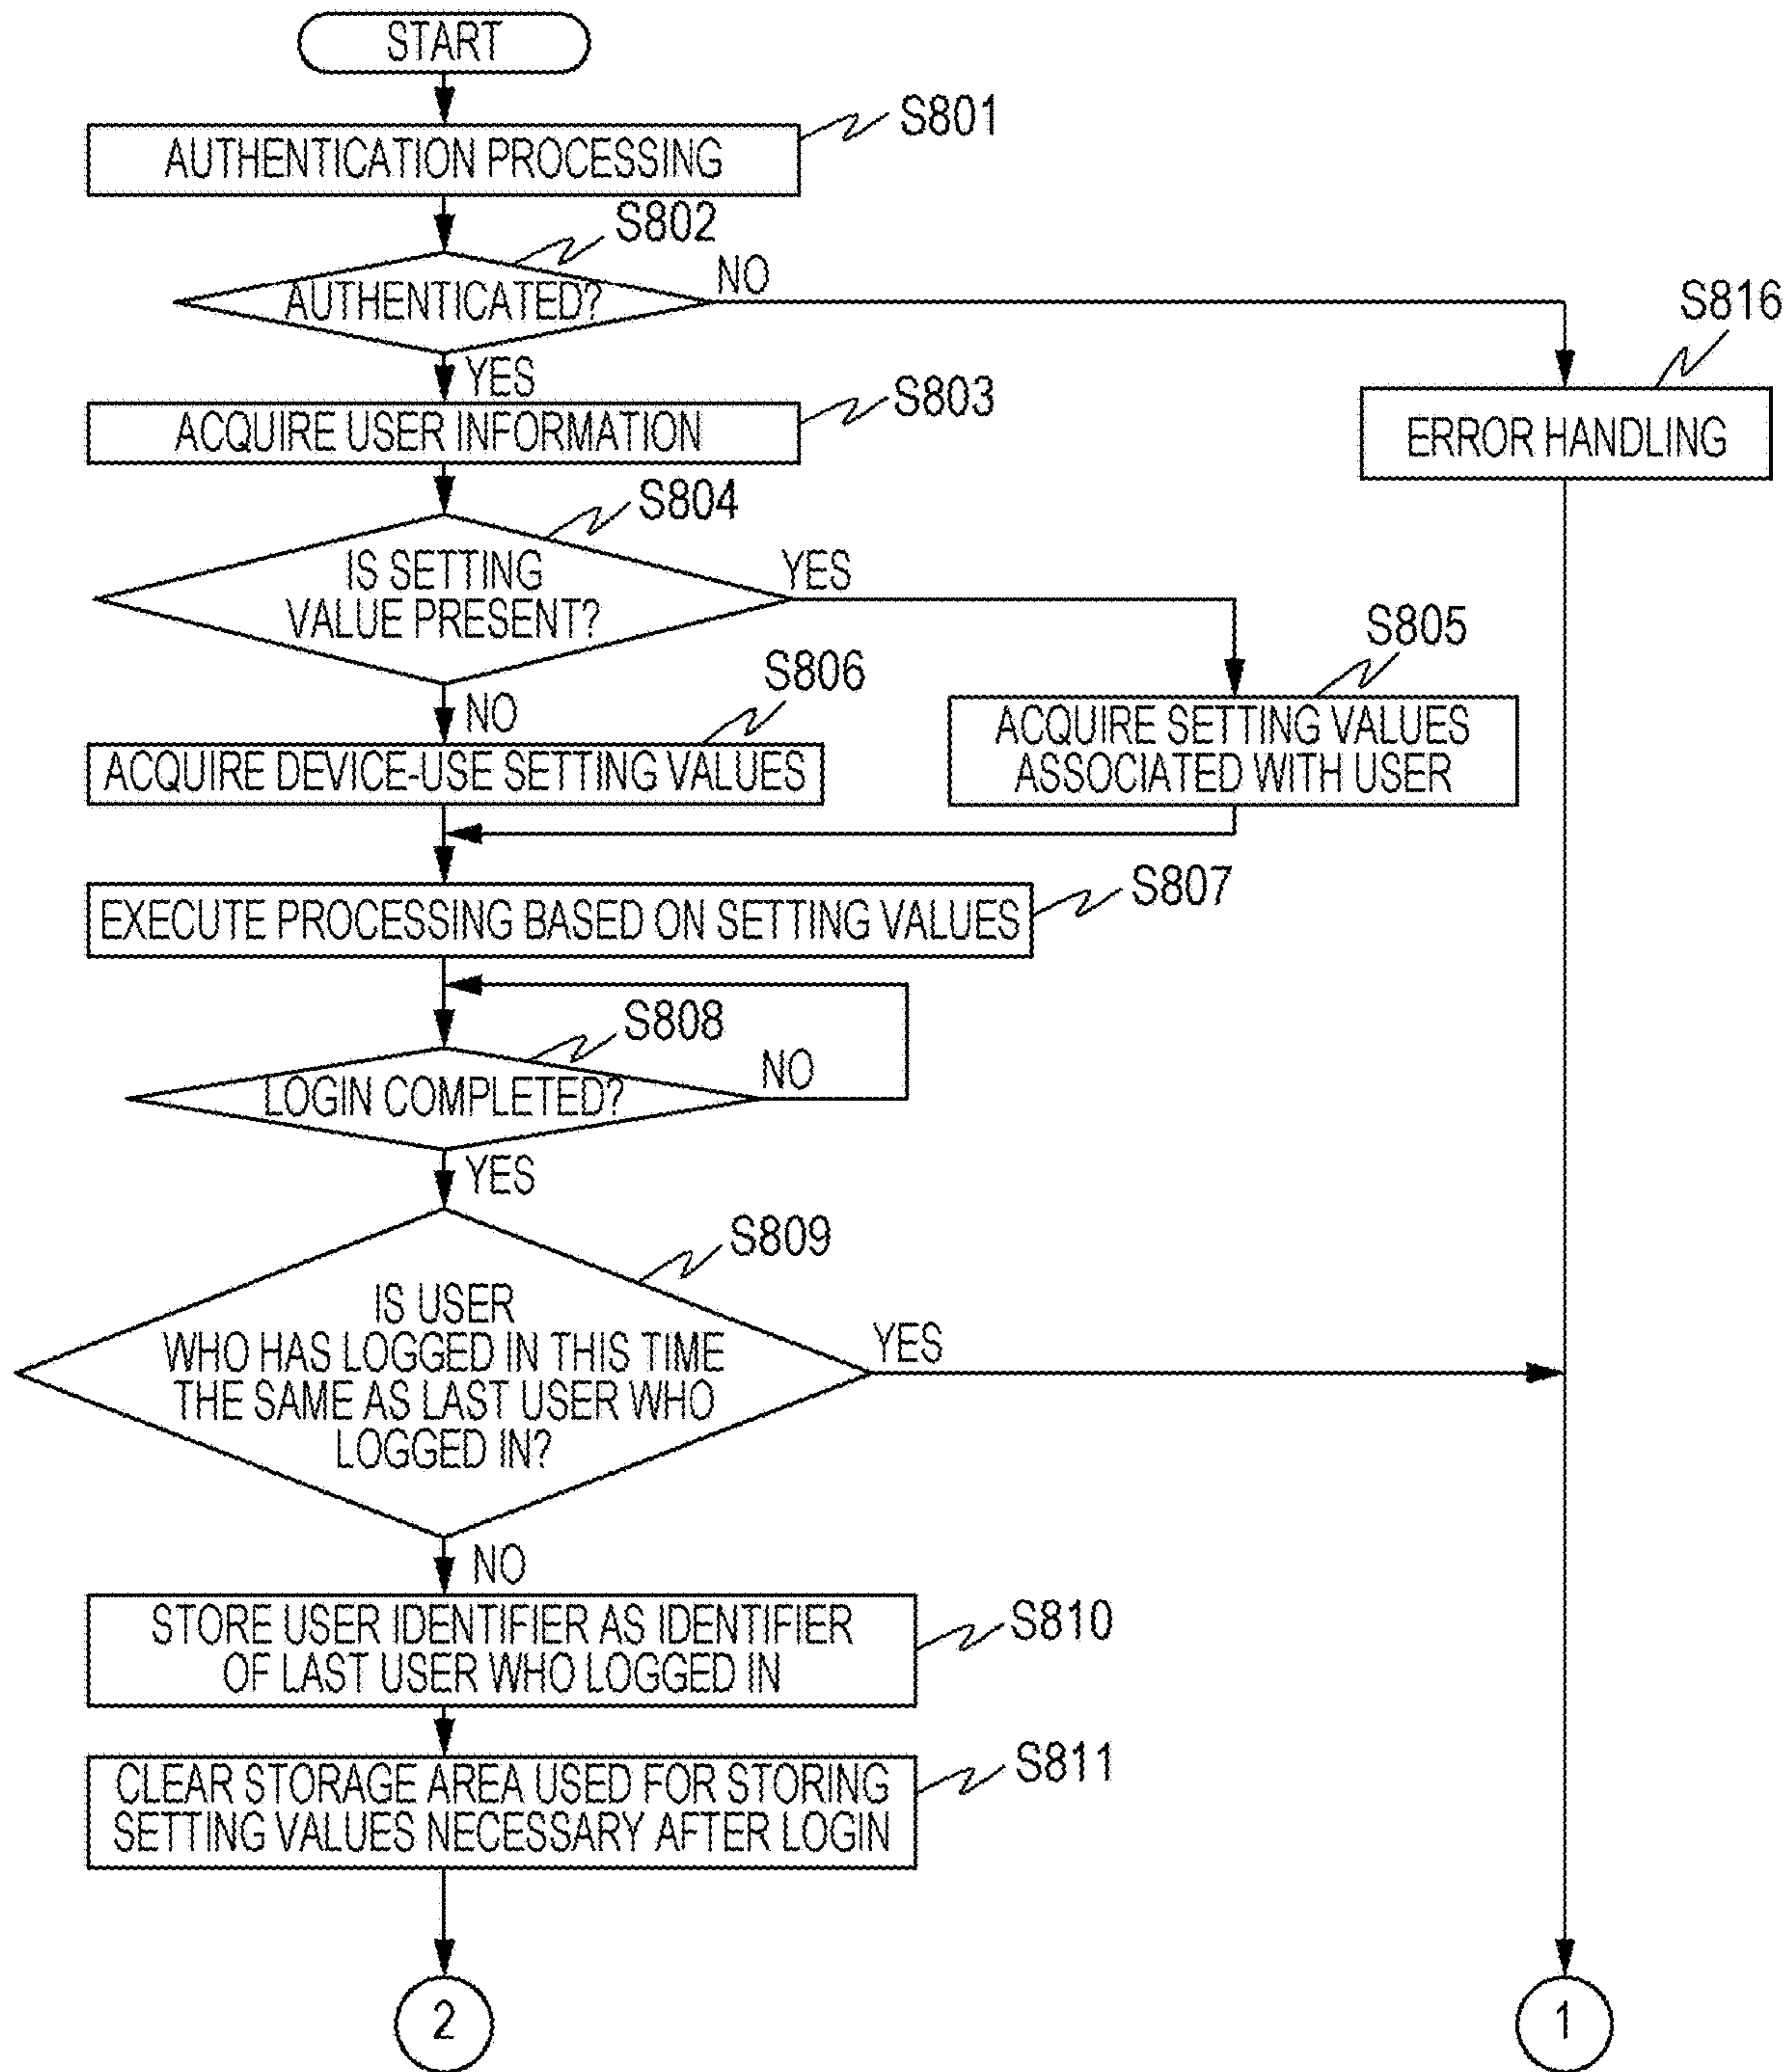 START
S801
AUTHENTICATION PROCESSING
S802
AUTHENTICATED?
NO
YES
S816
ERROR HANDLING
S803
ACQUIRE USER INFORMATION
S804
IS SETTING
VALUE PRESENT?
YES
NO
S805
ACQUIRE SETTING VALUES
ASSOCIATED WITH USER
S806
ACQUIRE DEVICE-USE SETTING VALUES
S807
EXECUTE PROCESSING BASED ON SETTING VALUES
S808
LOGIN COMPLETED?
NO
YES
S809
IS USER
WHO HAS LOGGED IN THIS TIME
THE SAME AS LAST USER WHO
LOGGED IN?
YES
NO
S810
STORE USER IDENTIFIER AS IDENTIFIER
OF LAST USER WHO LOGGED IN
S811
CLEAR STORAGE AREA USED FOR STORING
SETTING VALUES NECESSARY AFTER LOGIN
2
1